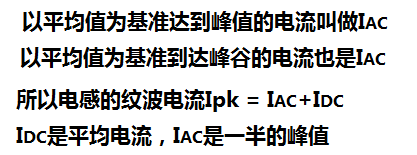 以平均值为基准达到峰值的电流叫做IAC
以平均值为基准到达峰谷的电流也是IAC
所以电感的纹波电流Ipk = IAC+IDC
IDC是平均电流，IAC是一半的峰值